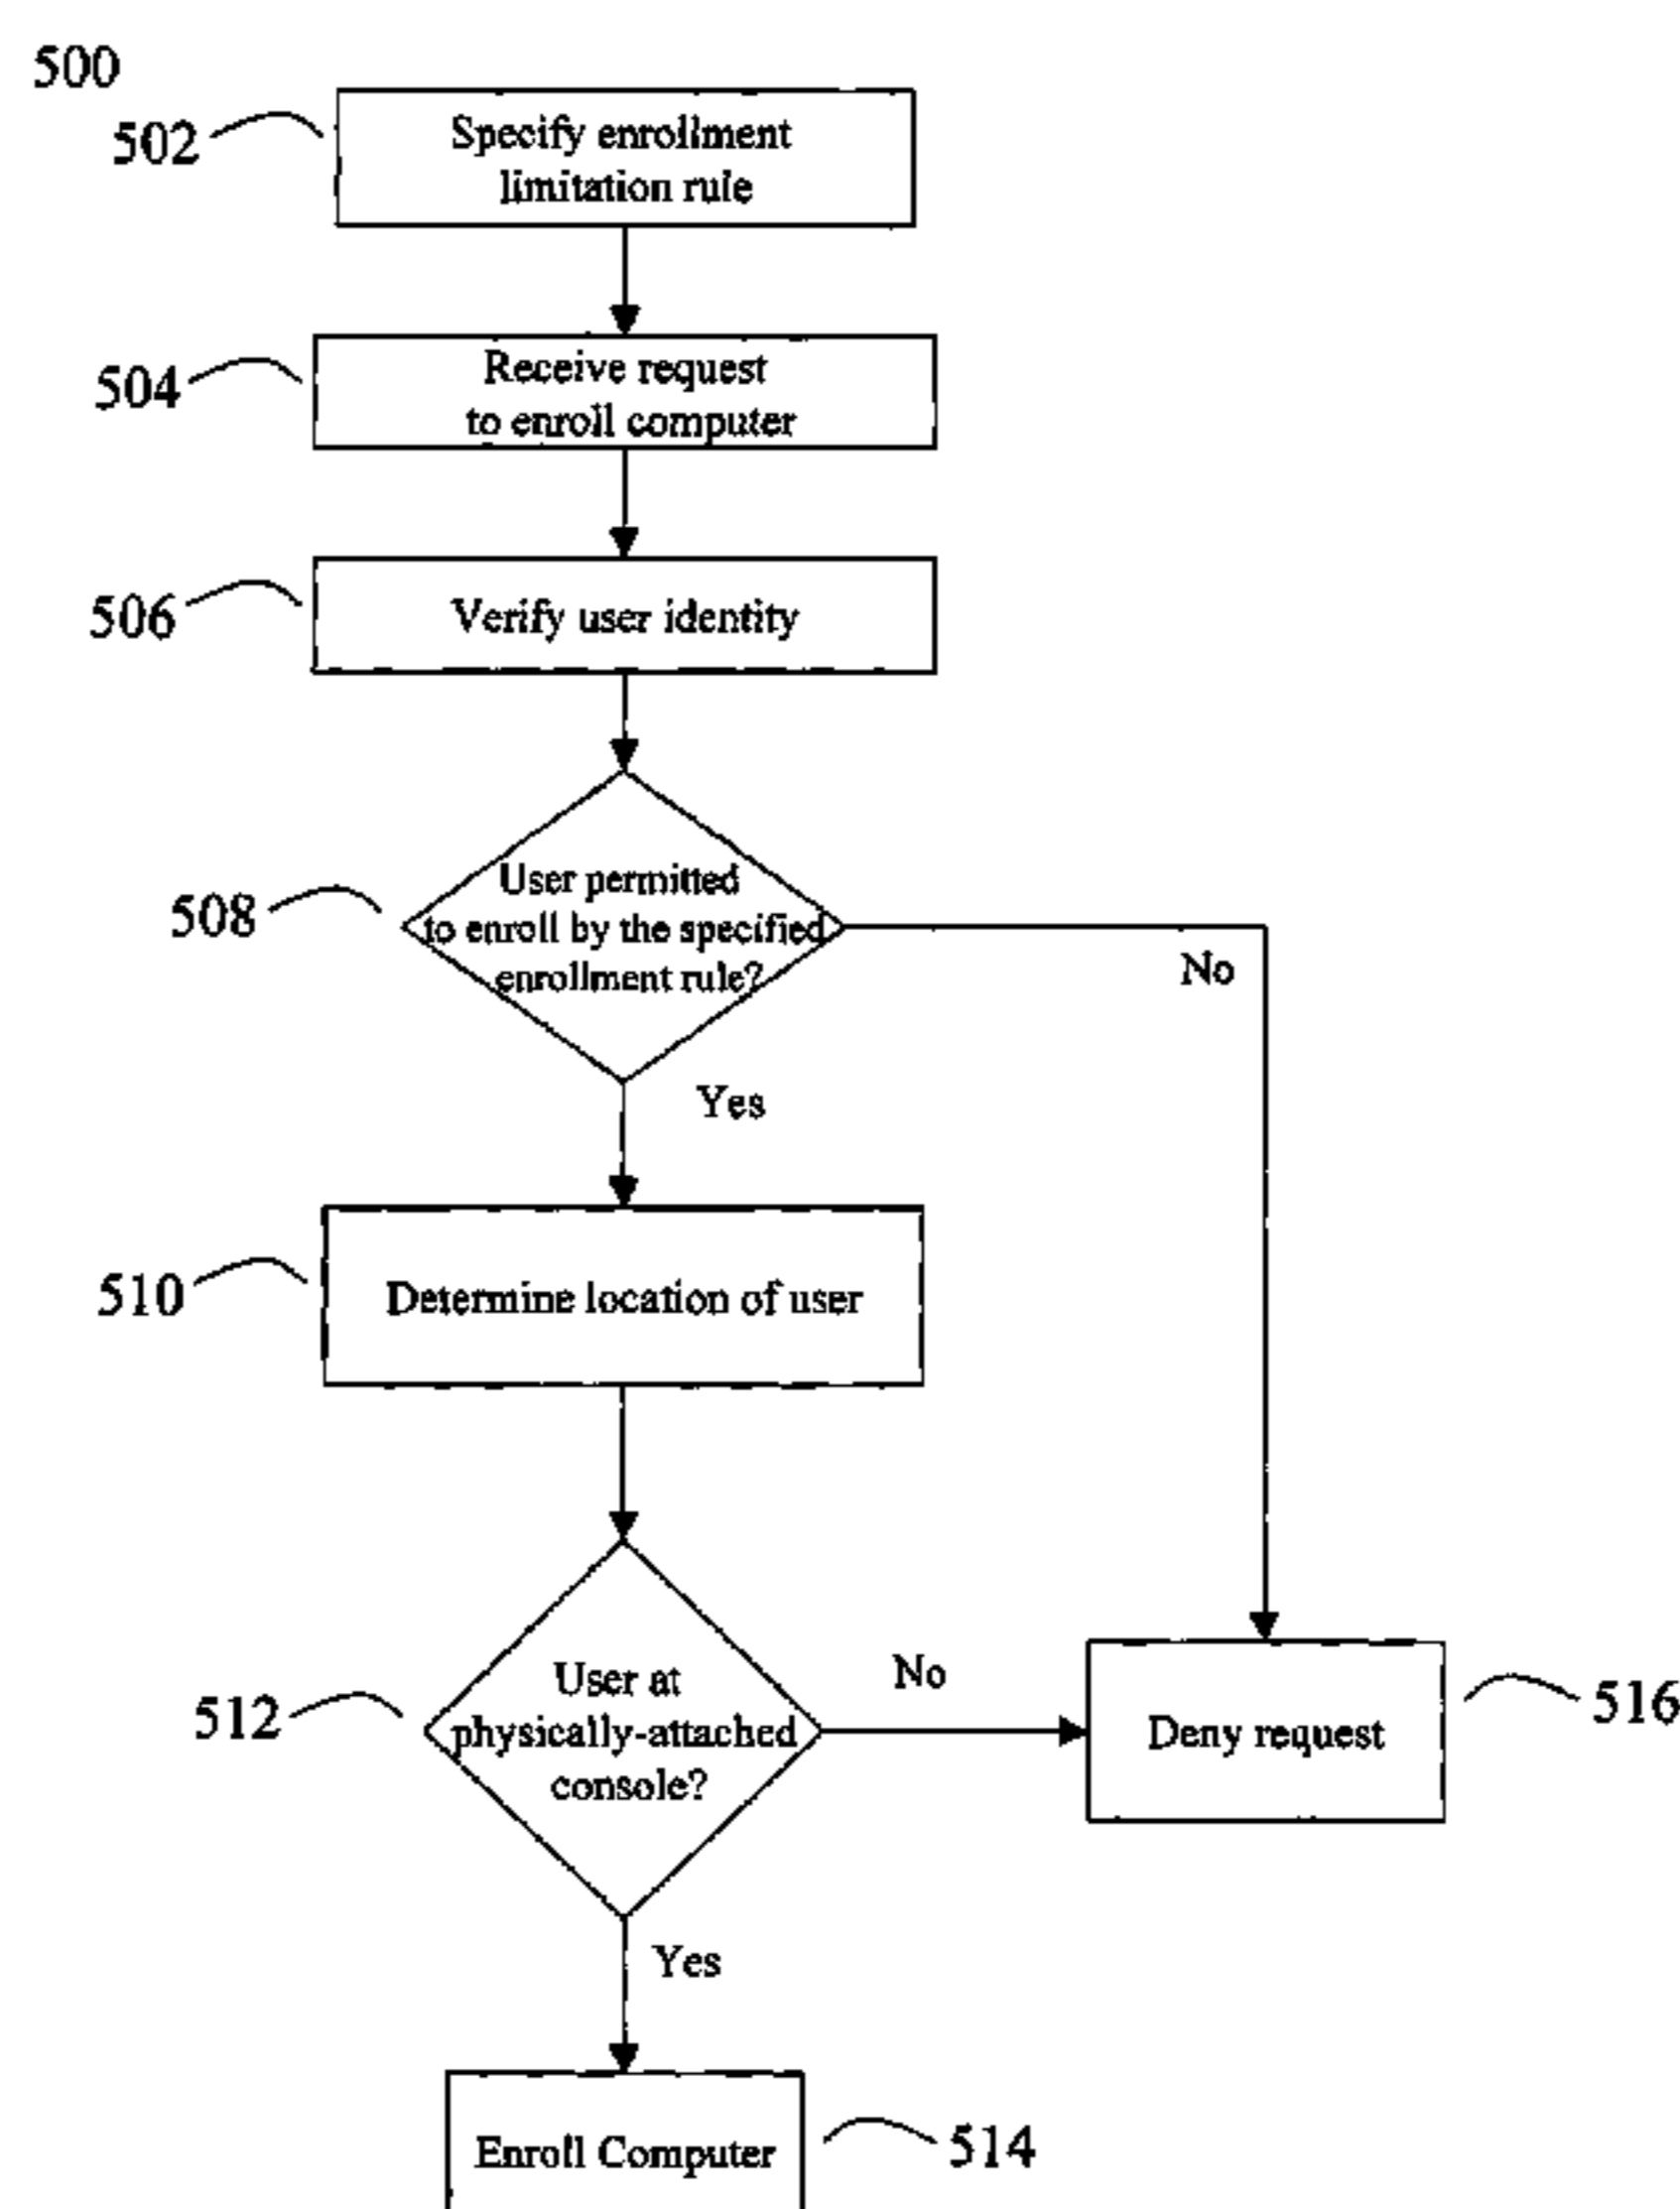 500
502
Specify enrollment
limitation rule
504
Receive request
to enroll computer
506
Verify user identity
508
User permitted
to enroll by the specified
enrollment rule?
No
Yes
510
Determine location of user
512
User at
physically-attached
console?
No
Deny request
516
Yes
Enroll Computer
514